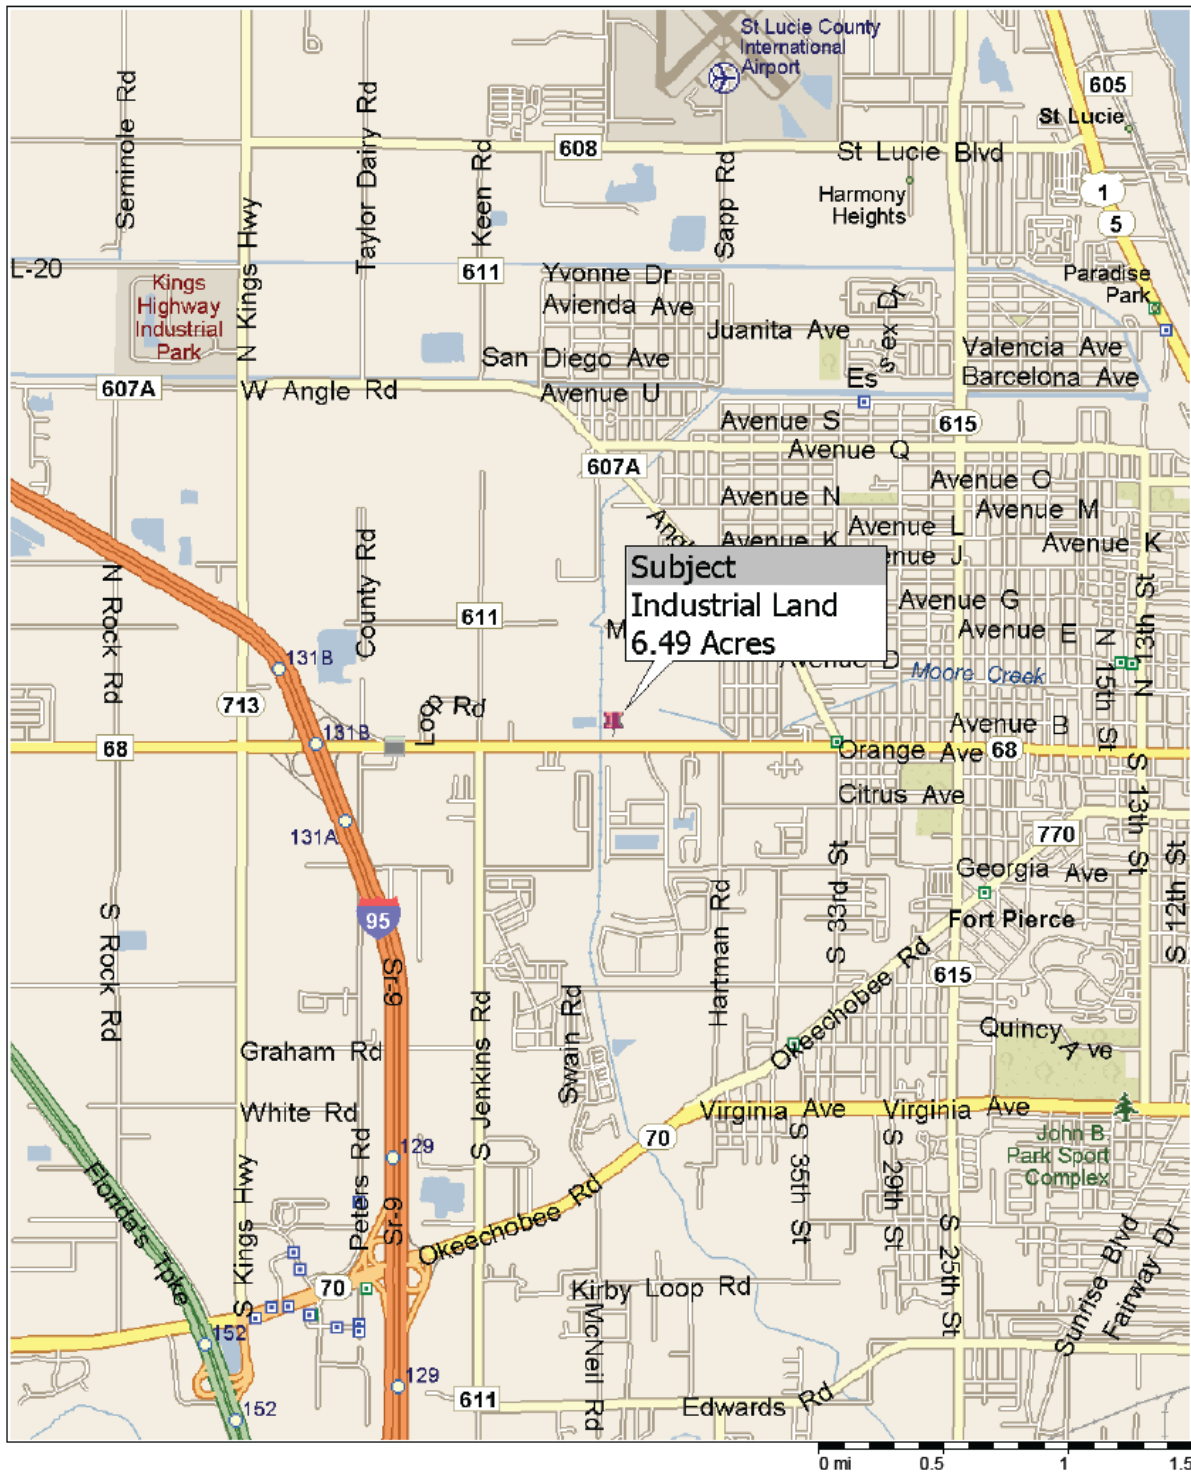 St Lucie County
International
Airport
605
St Lucie
Seminole Rd
Taylor Dairy Rd
608
St Lucie Blvd
Keen Rd
Sapp Rd
Harmony
Heights
1
5
N Kings Hwy
L-20
611
Yvonne Dr
Paradise
Park
Kings
Highway
Industrial
Park
Avienda Ave
Juanita Ave
Es s ex Dr
San Diego Ave
Valencia Ave
Barcelona Ave
607A
W Angle Rd
Avenue U
Avenue S
615
Avenue Q
607A
Avenue O
Avenue N
Avenue M
Avenue L
Avenue K
Avenue K
enue J
Subject
Industrial Land
6.49 Acres
N Rock Rd
County Rd
611
Avenue G
Avenue E
N 13th St
N 15th St
Avenue D
Moore Creek
131B
713
Loop Rd
Avenue B
131B
68
Orange Ave
68
Citrus Ave
131A
770
S 13th St
S 12th St
Georgia Ave
S 33rd St
Hartman Rd
Fort Pierce
95
S Rock Rd
Sr-9
Okeechobee Rd
615
S Jenkins Rd
Swain Rd
Quincy Ave
Graham Rd
White Rd
Virginia Ave
Virginia Ave
70
John B.
Park Sport
Complex
129
Peters Rd
Sr-9
S 35th St
S 29th St
S 25th St
Florida's Tpke
S Kings Hwy
Okeechobee Rd
Sunrise Blvd
Fairway Dr
70
Kirby Loop Rd
McNeil Rd
152
129
611
Edwards Rd
152
0 mi 0.5 1 1.5